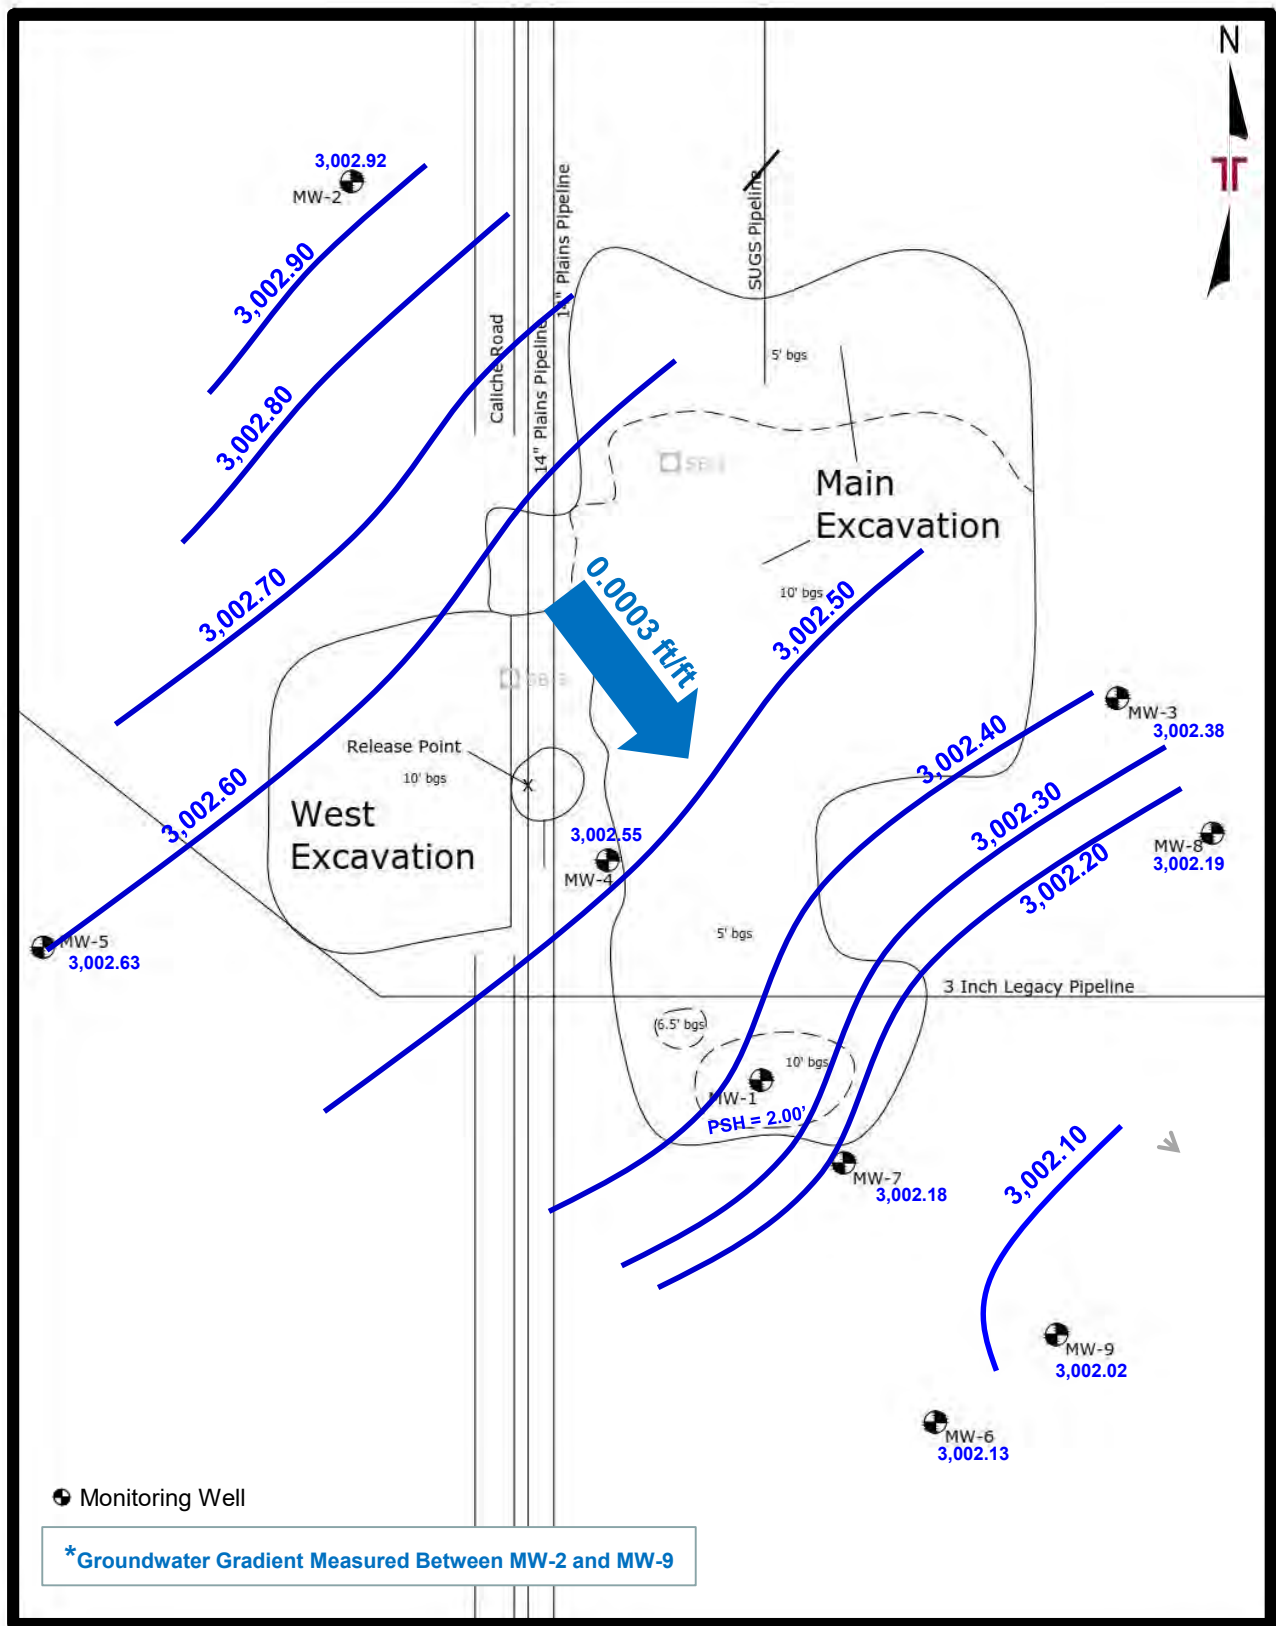 N
3,002.92
MW-2
3,002.90
3,002.80
3,002.70
3,002.60
Caliche Road
14" Plains Pipeline
14" Plains Pipeline
SUGS Pipeline
5' bgs
Main
Excavation
10' bgs
0.0003 ft/ft
3,002.50
MW-3
3,002.38
3,002.40
3,002.30
3,002.20
MW-8
3,002.19
Release Point
x
10' bgs
West
Excavation
3,002.55
MW-4
MW-5
3,002.63
5' bgs
3 Inch Legacy Pipeline
6.5' bgs
10' bgs
MW-1
PSH = 2.00'
MW-7
3,002.18
3,002.10
MW-9
3,002.02
MW-6
3,002.13
Monitoring Well
*Groundwater Gradient Measured Between MW-2 and MW-9